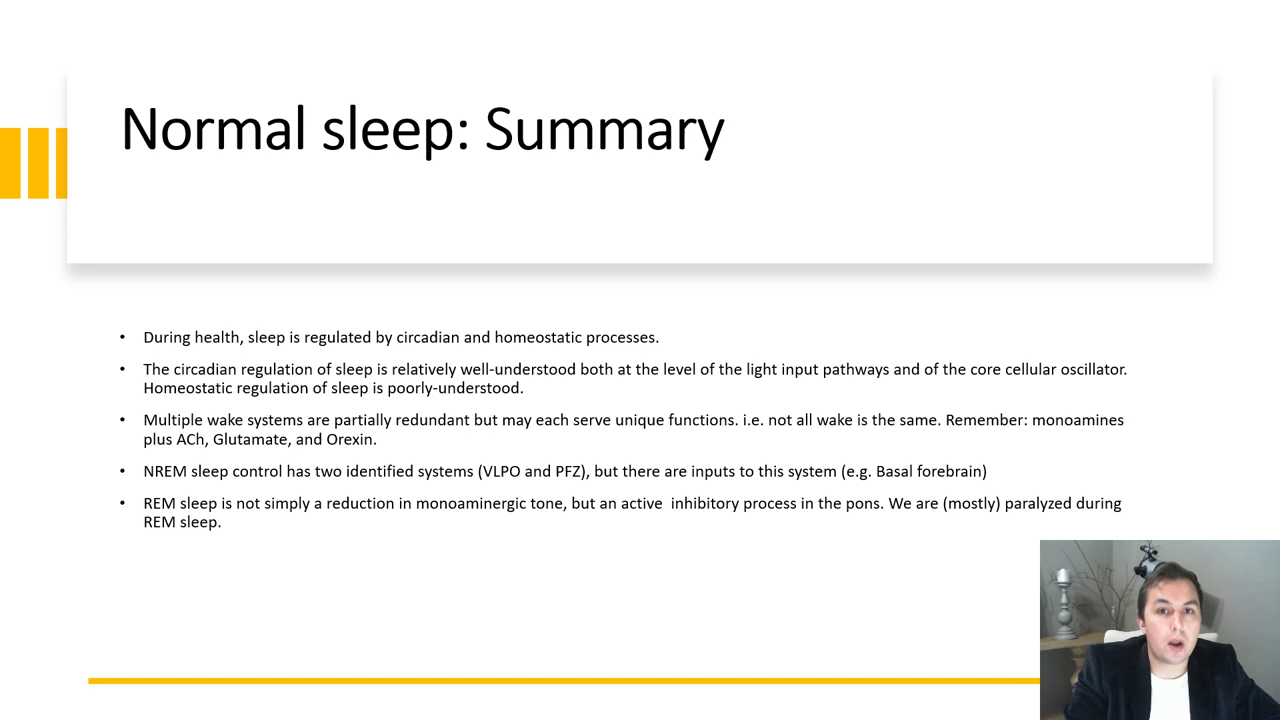 Normal sleep: Summary
• During health, sleep is regulated by circadian and homeostatic processes.
• The circadian regulation of sleep is relatively well-understood both at the level of the light input pathways and of the core cellular oscillator.
Homeostatic regulation of sleep is poorly-understood.
• Multiple wake systems are partially redundant but may each serve unique functions. i.e. not all wake is the same. Remember: monoamines
plus ACh, Glutamate, and Orexin.
• NREM sleep control has two identified systems (VLPO and PFZ), but there are inputs to this system (e.g. Basal forebrain)
• REM sleep is not simply a reduction in monoaminergic tone, but an active  inhibitory process in the pons. We are (mostly) paralyzed during
REM sleep.